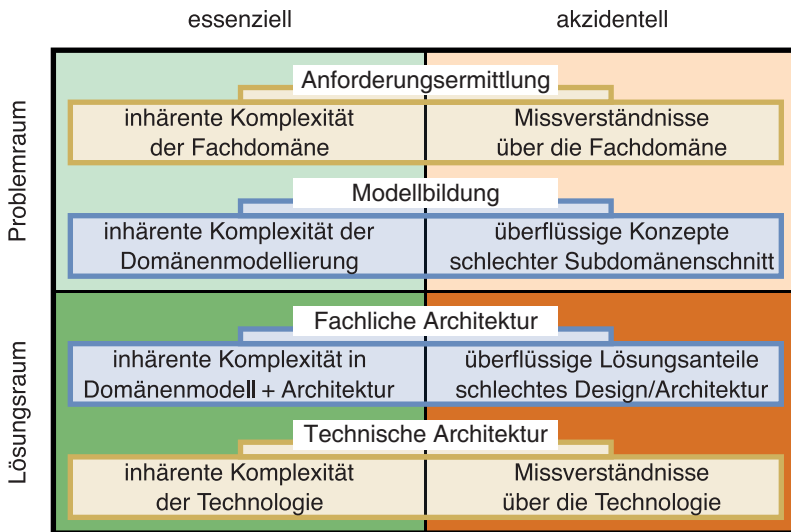 essenziell
akzidentell
Problemraum
Anforderungsermittlung
inhärente Komplexität
der Fachdomäne
Missverständnisse
über die Fachdomäne
Modellbildung
inhärente Komplexität der
Domänenmodellierung
überflüssige Konzepte
schlechter Subdomänenschnitt
Lösungsraum
Fachliche Architektur
inhärente Komplexität in
Domänenmodell + Architektur
überflüssige Lösungsanteile
schlechtes Design/Architektur
Technische Architektur
inhärente Komplexität
der Technologie
Missverständnisse
über die Technologie